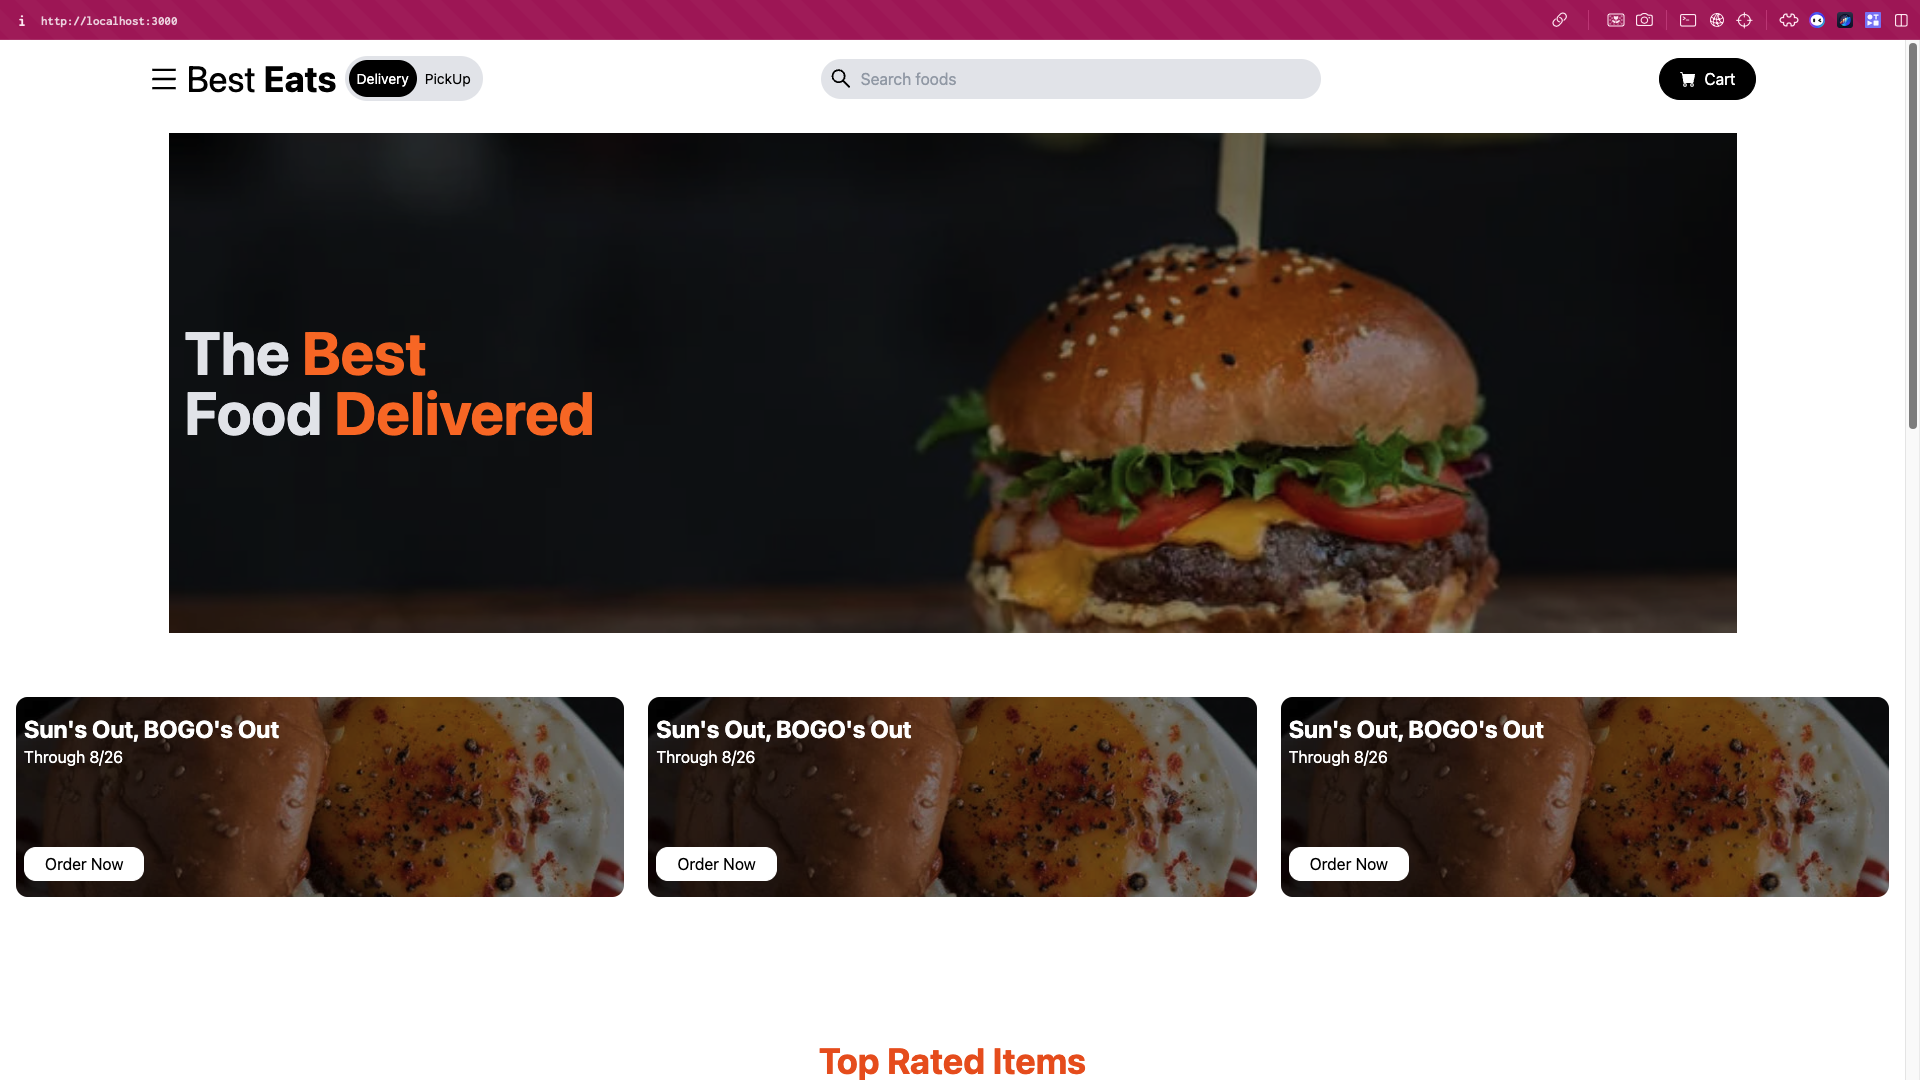 i http://localhost:3000
Best Eats Delivery PickUp Search foods Cart
The Best
Food Delivered
Sun's Out, BOGO's Out
Through 8/26
Order Now
Sun's Out, BOGO's Out
Through 8/26
Order Now
Sun's Out, BOGO's Out
Through 8/26
Order Now
Top Rated Items